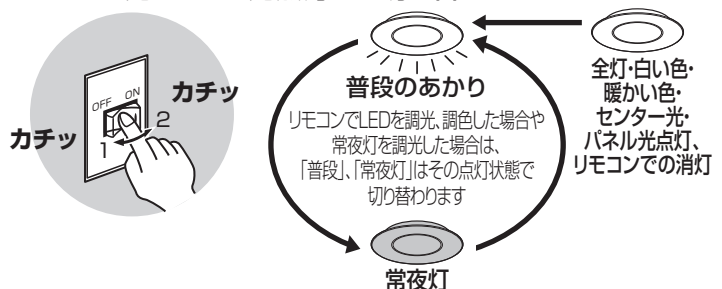 OFF ON
カチッ
カチッ
1
2
普段のあかり
リモコンでLEDを調光、調色した場合や
常夜灯を調光した場合は、
「普段」、「常夜灯」はその点灯状態で
切り替わります
常夜灯
全灯・白い色・
暖かい色・
センター光・
パネル光点灯、
リモコンでの消灯